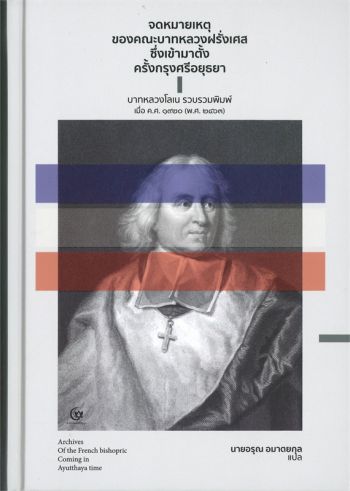 จดหมายเหตุ
ของคณะบาทหลวงฝรั่งเศส
ซึ่งเข้ามาตั้ง
ครั้งกรุงศรีอยุธยา
บาทหลวงโลเน รวบรวมพิมพ์
เมื่อ ค.ศ. ๑๙๒๐ (พ.ศ. ๒๔๖๓)
Archives
Of the French bishopric
Coming in
Ayutthaya time
นายอรุณ อมาตยกุล
แปล